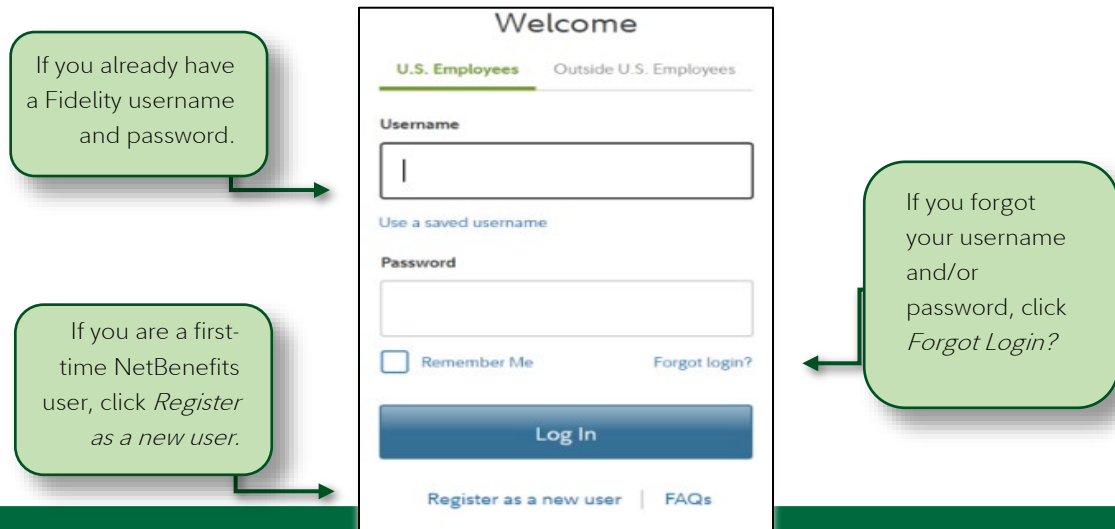 If you already have
a Fidelity username
and password.
If you are a first-
time NetBenefits
user, click Register
as a new user.
Welcome
U.S. Employees Outside U.S. Employees
Username
Use a saved username
Password
Remember Me Forgot login?
Log In
Register as a new user | FAQs
If you forgot
your username
and/or
password, click
Forgot Login?